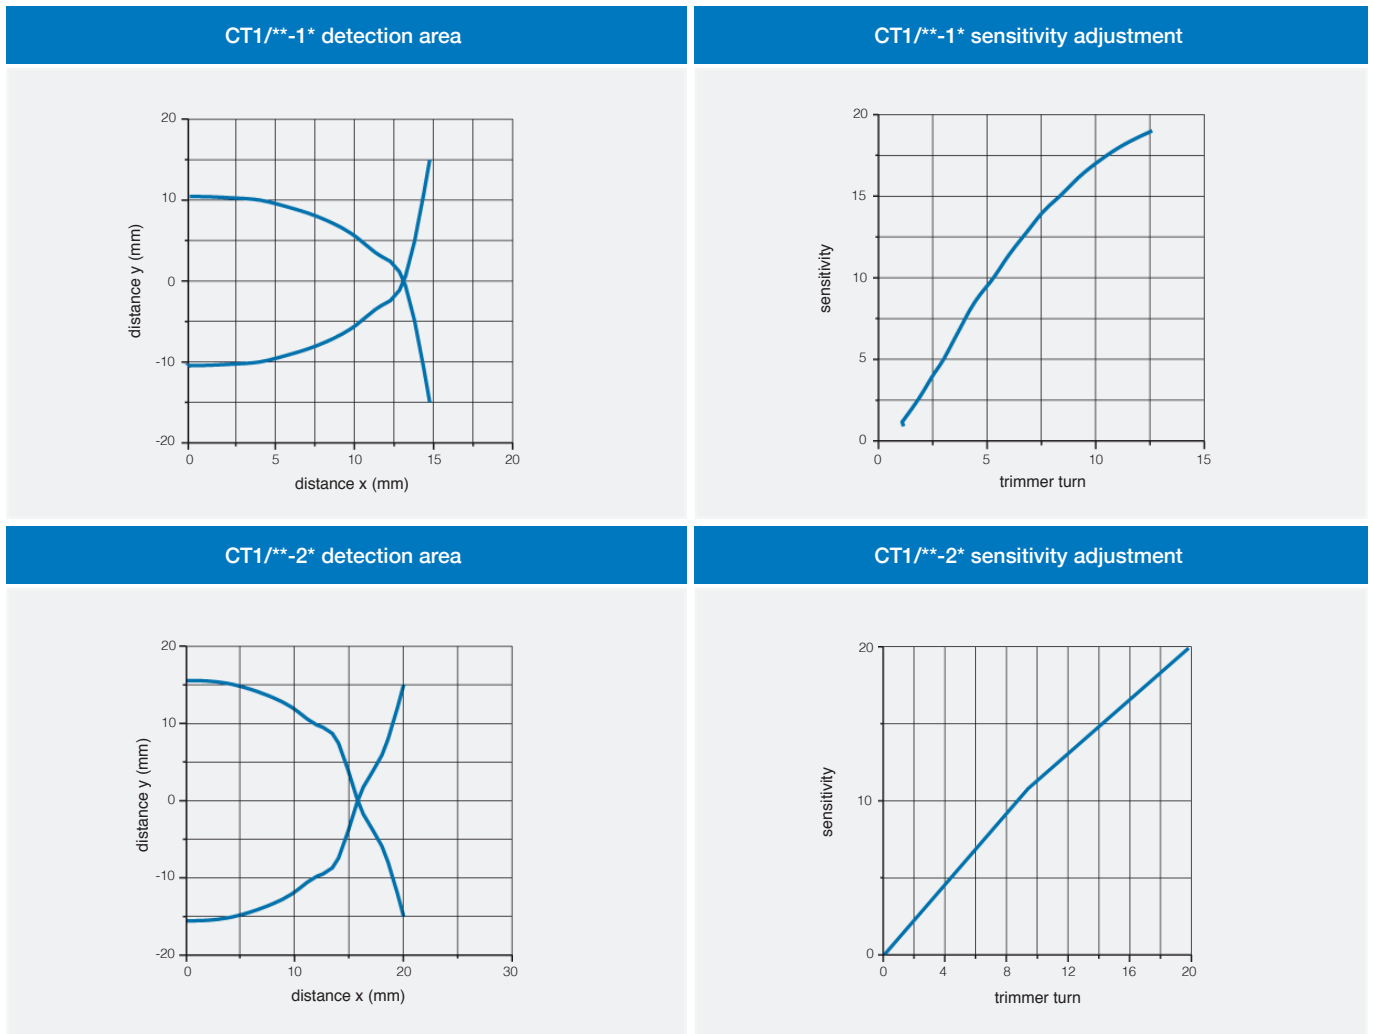 CT1/**-1* detection area
20
10
0
-10
-20
distance y (mm)
0 5 10 15 20
distance x (mm)
CT1/**-1* sensitivity adjustment
20
15
10
5
0
sensitivity
0 5 10 15
trimmer turn
CT1/**-2* detection area
20
10
0
-10
-20
distance y (mm)
0 10 20 30
distance x (mm)
CT1/**-2* sensitivity adjustment
20
10
0
sensitivity
0 4 8 12 16 20
trimmer turn